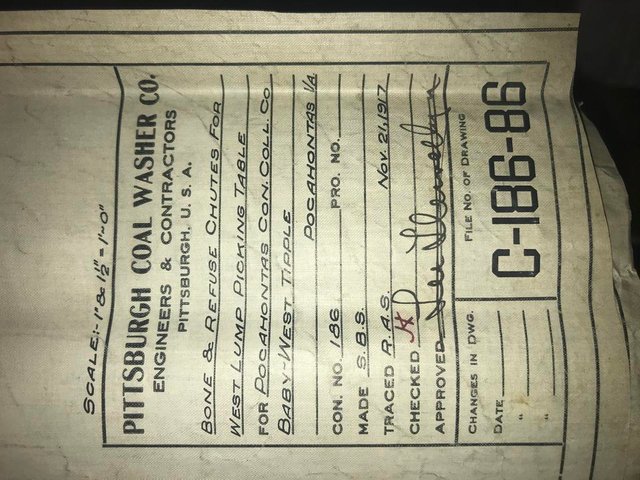 SCALE:-1"& 1½"=1'-0"
PITTSBURGH COAL WASHER CO.
ENGINEERS & CONTRACTORS
PITTSBURGH, U. S. A.
BONE & REFUSE CHUTES FOR
WEST LUMP PICKING TABLE
FOR POCAHONTAS CON. COLL. CO
BABY-WEST TIPPLE
POCAHONTAS VA
CON. NO. 186 PRO. NO.
MADE S.B.S.
TRACED R.A.S. NOV. 21, 1917
CHECKED
APPROVED
CHANGES IN DWG.
DATE
"
"
FILE NO. OF DRAWING
C-186-86